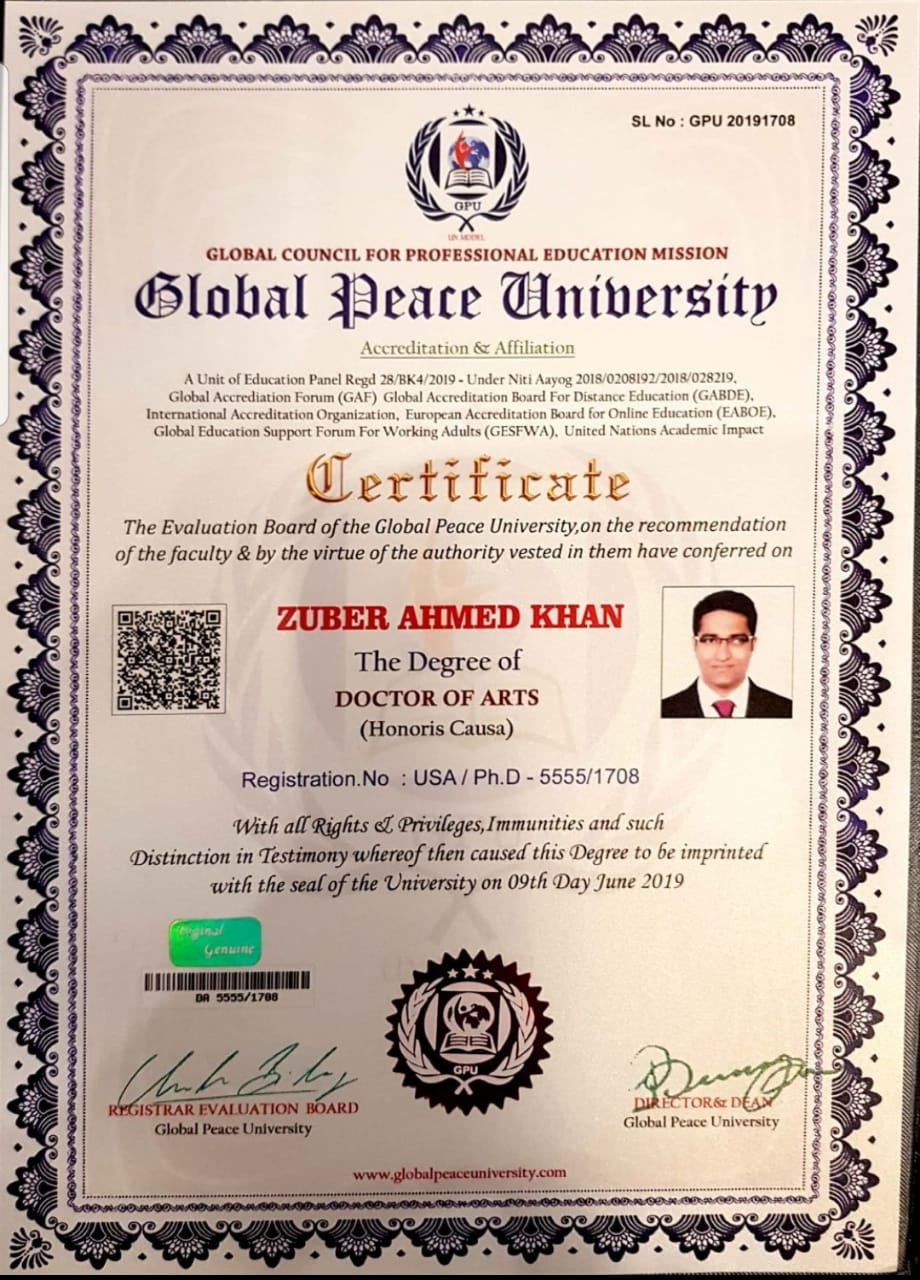 SL No : GPU 20191708
GPU
UN MODEL
GLOBAL COUNCIL FOR PROFESSIONAL EDUCATION MISSION
Global Peace University
Accreditation & Affiliation
A Unit of Education Panel Regd 28/BK4/2019 - Under Niti Aayog 2018/0208192/2018/028219,
Global Accrediation Forum (GAF) Global Accreditation Board For Distance Education (GABDE),
International Accreditation Organization, European Accreditation Board for Online Education (EABOE),
Global Education Support Forum For Working Adults (GESFWA), United Nations Academic Impact
Certificate
The Evaluation Board of the Global Peace University,on the recommendation
of the faculty & by the virtue of the authority vested in them have conferred on
ZUBER AHMED KHAN
The Degree of
DOCTOR OF ARTS
(Honoris Causa)
Registration.No : USA / Ph.D - 5555/1708
With all Rights & Privileges,Immunities and such
Distinction in Testimony whereof then caused this Degree to be imprinted
with the seal of the University on 09th Day June 2019
Original
Genuine
DA 5555/1708
GPU
REGISTRAR EVALUATION BOARD
Global Peace University
DIRECTOR& DEAN
Global Peace University
www.globalpeaceuniversity.com